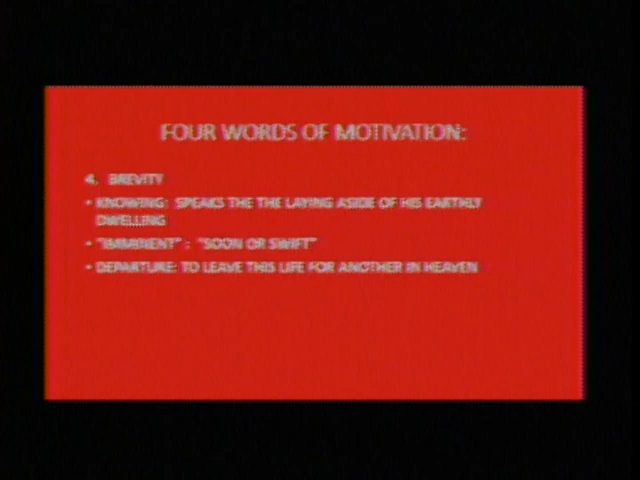 FOUR WORDS OF MOTIVATION:
4. BREVITY
• KNOWING: SPEAKS THE THE LAYING ASIDE OF HIS EARTHLY
DWELLING
• "IMMINENT" : "SOON OR SWIFT"
• DEPARTURE: TO LEAVE THIS LIFE FOR ANOTHER IN HEAVEN